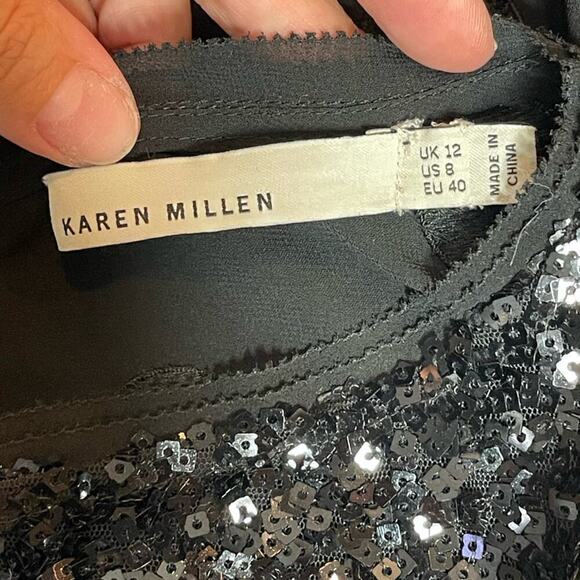 KAREN MILLEN
UK 12
US 8
EU 40
MADE IN
CHINA